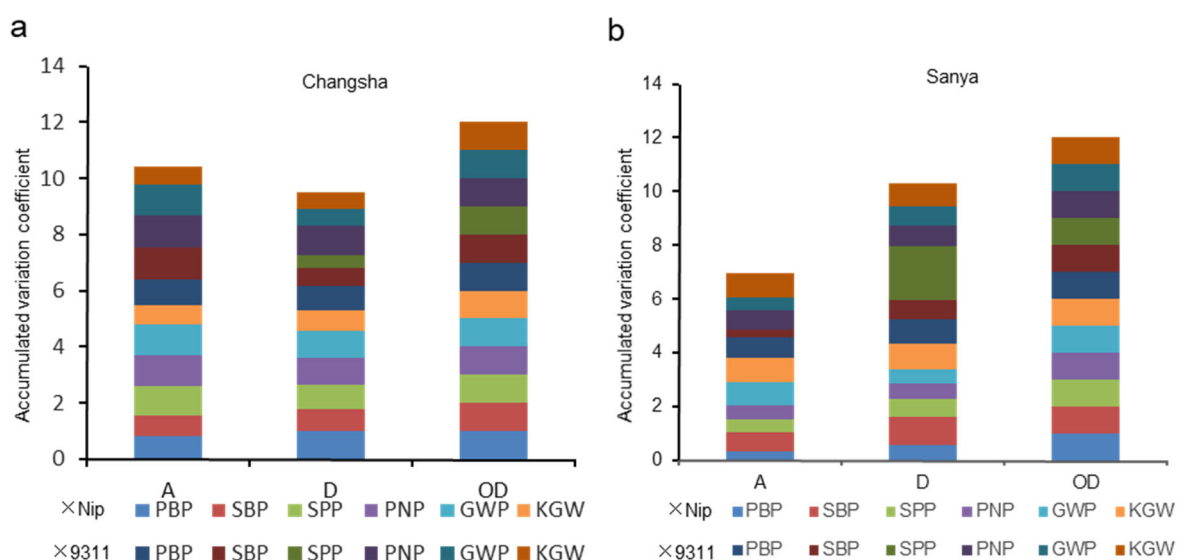 a
Changsha
Accumulated variation coefficient
14
12
10
8
6
4
2
0
A D OD
×Nip PBP SBP SPP PNP GWP KGW
×9311 PBP SBP SPP PNP GWP KGW
b
Sanya
Accumulated variation coefficient
14
12
10
8
6
4
2
0
A D OD
×Nip PBP SBP SPP PNP GWP KGW
×9311 PBP SBP SPP PNP GWP KGW